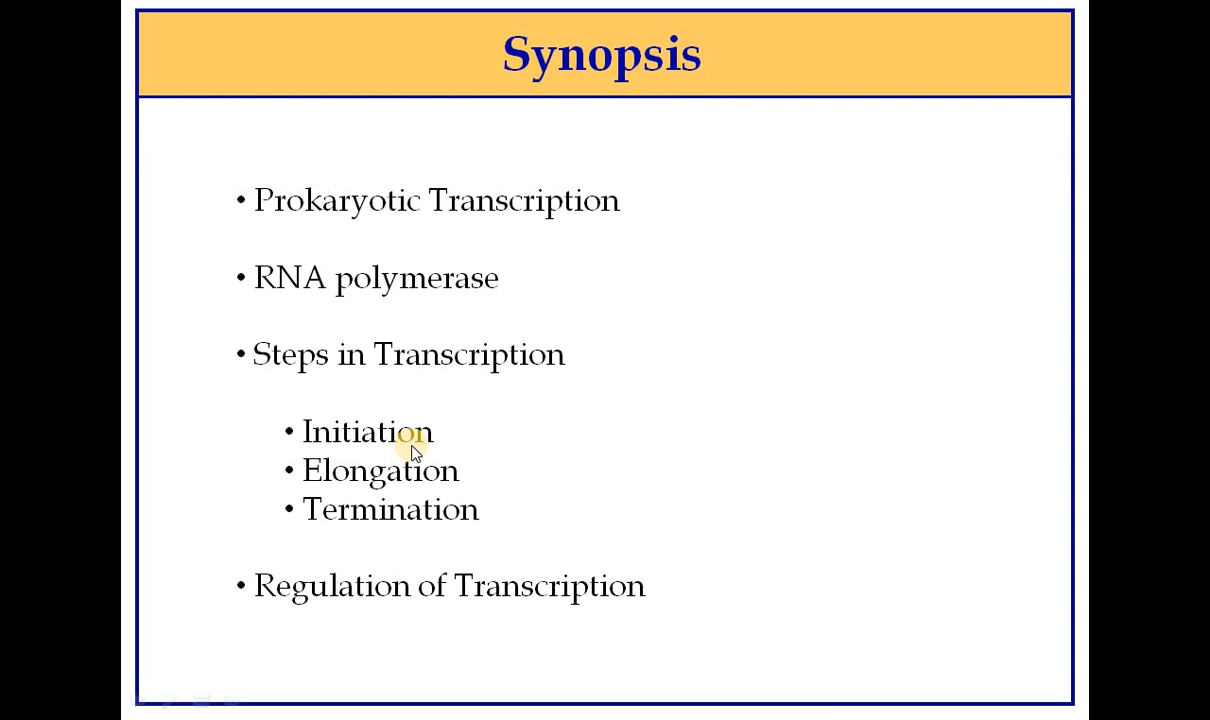 Synopsis
• Prokaryotic Transcription
• RNA polymerase
• Steps in Transcription
• Initiation
• Elongation
• Termination
• Regulation of Transcription